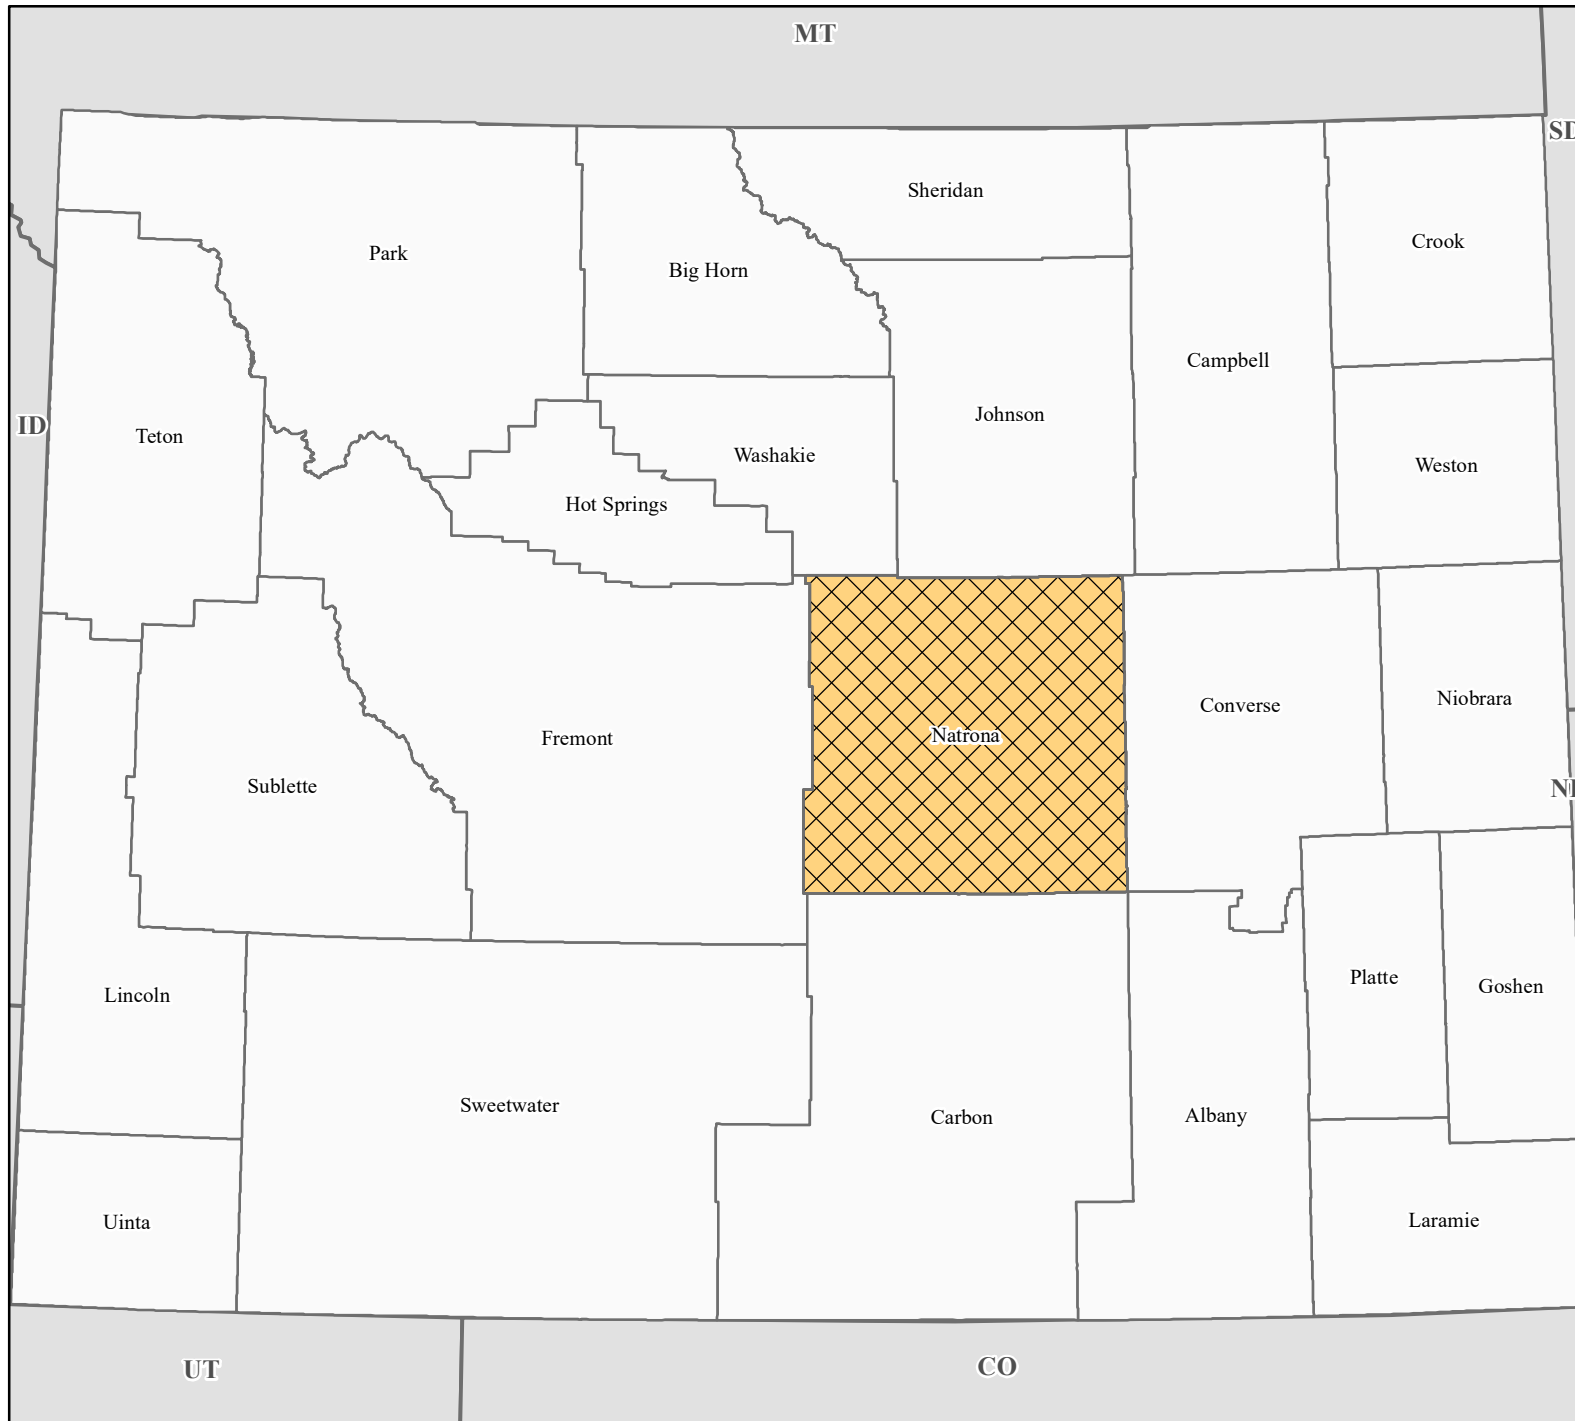 MT
SD
Sheridan
Crook
Park
Big Horn
Campbell
Johnson
ID
Teton
Washakie
Weston
Hot Springs
Niobrara
Converse
Natrona
Fremont
Sublette
Platte
Goshen
Lincoln
Sweetwater
Albany
Carbon
Laramie
Uinta
CO
UT